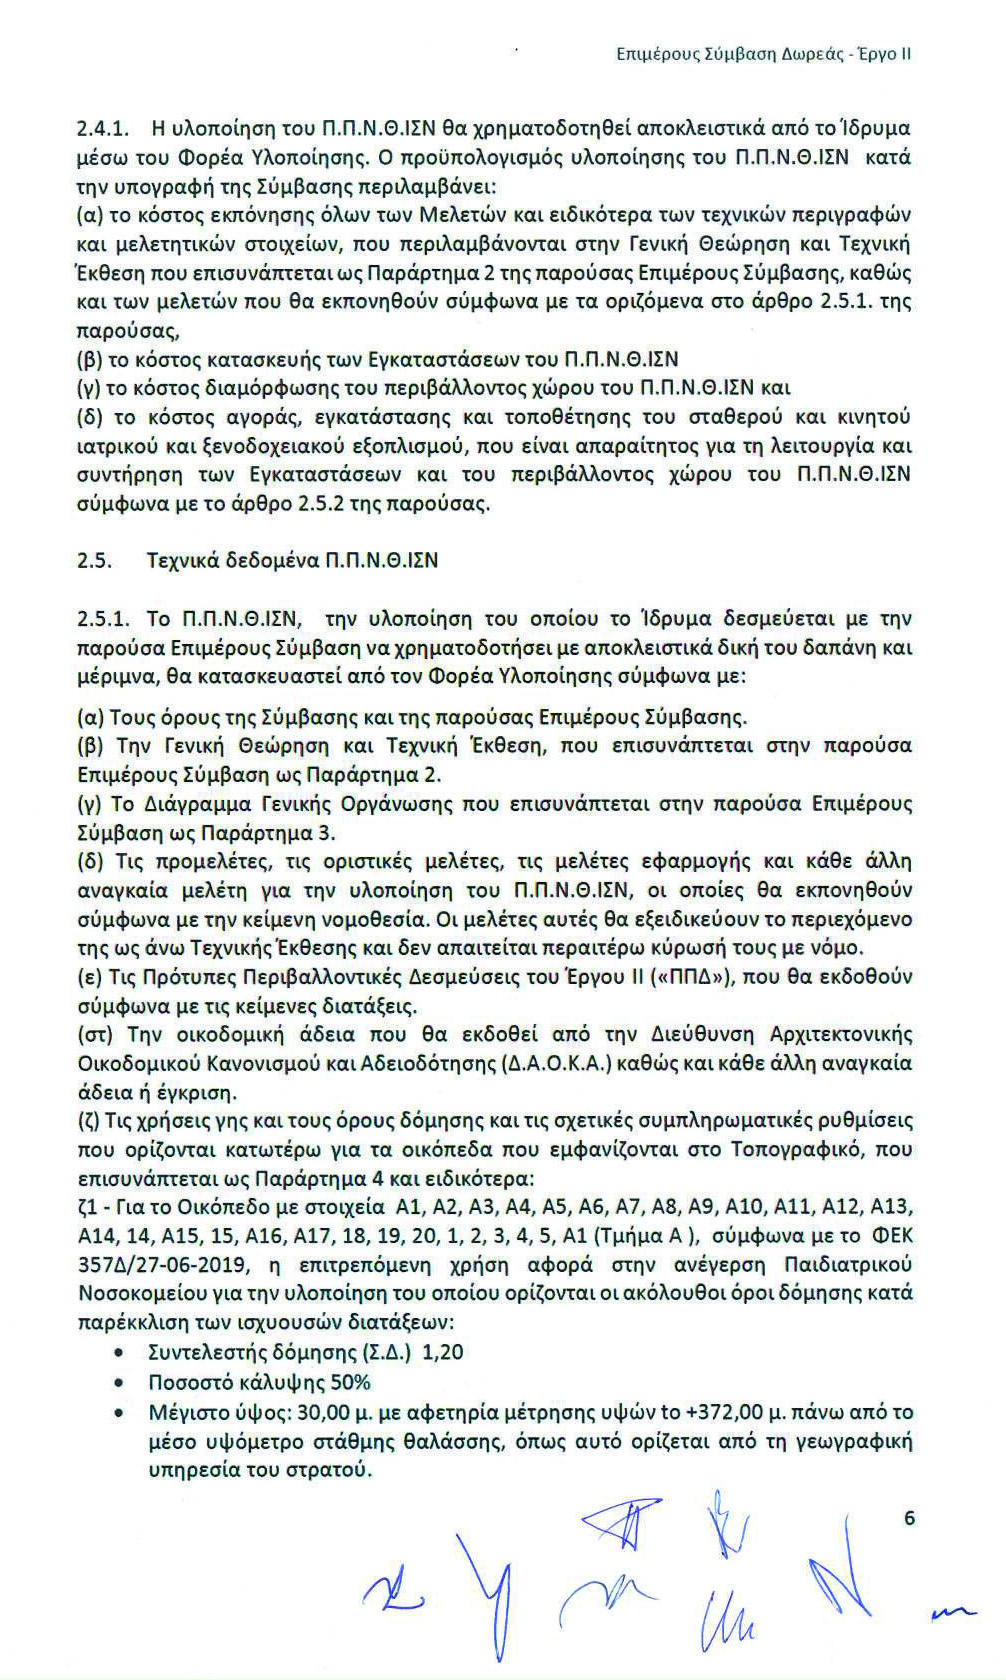 Επιμέρους Σύμβαση Δωρεάς - Έργο ΙΙ
2.4.1. Η υλοποίηση του Π.Π.Ν.Θ.ΙΣΝ θα χρηματοδοτηθεί αποκλειστικά από το Ίδρυμα
μέσω του Φορέα Υλοποίησης. Ο προϋπολογισμός υλοποίησης του Π.Π.Ν.Θ.ΙΣΝ κατά
την υπογραφή της Σύμβασης περιλαμβάνει:
(α) το κόστος εκπόνησης όλων των Μελετών και ειδικότερα των τεχνικών περιγραφών
και μελετητικών στοιχείων, που περιλαμβάνονται στην Γενική Θεώρηση και Τεχνική
Έκθεση που επισυνάπτεται ως Παράρτημα 2 της παρούσας Επιμέρους Σύμβασης, καθώς
και των μελετών που θα εκπονηθούν σύμφωνα με τα οριζόμενα στο άρθρο 2.5.1. της
παρούσας,
(β) το κόστος κατασκευής των Εγκαταστάσεων του Π.Π.Ν.Θ.ΙΣΝ
(γ) το κόστος διαμόρφωσης του περιβάλλοντος χώρου του Π.Π.Ν.Θ.ΙΣΝ και
(δ) το κόστος αγοράς, εγκατάστασης και τοποθέτησης του σταθερού και κινητού
ιατρικού και ξενοδοχειακού εξοπλισμού, που είναι απαραίτητος για τη λειτουργία και
συντήρηση των Εγκαταστάσεων και του περιβάλλοντος χώρου του Π.Π.Ν.Θ.ΙΣΝ
σύμφωνα με το άρθρο 2.5.2 της παρούσας.
2.5. Τεχνικά δεδομένα Π.Π.Ν.Θ.ΙΣΝ
2.5.1. Το Π.Π.Ν.Θ.ΙΣΝ, την υλοποίηση του οποίου το Ίδρυμα δεσμεύεται με την
παρούσα Επιμέρους Σύμβαση να χρηματοδοτήσει με αποκλειστικά δική του δαπάνη και
μέριμνα, θα κατασκευαστεί από τον Φορέα Υλοποίησης σύμφωνα με:
(α) Τους όρους της Σύμβασης και της παρούσας Επιμέρους Σύμβασης.
(β) Την Γενική Θεώρηση και Τεχνική Έκθεση, που επισυνάπτεται στην παρούσα
Επιμέρους Σύμβαση ως Παράρτημα 2.
(γ) Το Διάγραμμα Γενικής Οργάνωσης που επισυνάπτεται στην παρούσα Επιμέρους
Σύμβαση ως Παράρτημα 3.
(δ) Τις προμελέτες, τις οριστικές μελέτες, τις μελέτες εφαρμογής και κάθε άλλη
αναγκαία μελέτη για την υλοποίηση του Π.Π.Ν.Θ.ΙΣΝ, οι οποίες θα εκπονηθούν
σύμφωνα με την κείμενη νομοθεσία. Οι μελέτες αυτές θα εξειδικεύουν το περιεχόμενο
της ως άνω Τεχνικής Έκθεσης και δεν απαιτείται περαιτέρω κύρωσή τους με νόμο.
(ε) Τις Πρότυπες Περιβαλλοντικές Δεσμεύσεις του Έργου ΙΙ («ΠΠΔ»), που θα εκδοθούν
σύμφωνα με τις κείμενες διατάξεις.
(στ) Την οικοδομική άδεια που θα εκδοθεί από την Διεύθυνση Αρχιτεκτονικής
Οικοδομικού Κανονισμού και Αδειοδότησης (Δ.Α.Ο.Κ.Α.) καθώς και κάθε άλλη αναγκαία
άδεια ή έγκριση.
(ζ) Τις χρήσεις γης και τους όρους δόμησης και τις σχετικές συμπληρωματικές ρυθμίσεις
που ορίζονται κατωτέρω για τα οικόπεδα που εμφανίζονται στο Τοπογραφικό, που
επισυνάπτεται ως Παράρτημα 4 και ειδικότερα:
ζ1 - Για το Οικόπεδο με στοιχεία Α1, Α2, Α3, Α4, Α5, Α6, Α7, Α8, Α9, Α10, Α11, Α12, Α13,
Α14, 14, Α15, 15, Α16, Α17, 18, 19, 20, 1, 2, 3, 4, 5, Α1 (Τμήμα Α ), σύμφωνα με το ΦΕΚ
357Δ/27-06-2019, η επιτρεπόμενη χρήση αφορά στην ανέγερση Παιδιατρικού
Νοσοκομείου για την υλοποίηση του οποίου ορίζονται οι ακόλουθοι όροι δόμησης κατά
παρέκκλιση των ισχυουσών διατάξεων:
• Συντελεστής δόμησης (Σ.Δ.) 1,20
• Ποσοστό κάλυψης 50%
• Μέγιστο ύψος: 30,00 μ. με αφετηρία μέτρησης υψών to +372,00 μ. πάνω από το
μέσο υψόμετρο στάθμης θαλάσσης, όπως αυτό ορίζεται από τη γεωγραφική
υπηρεσία του στρατού.
6